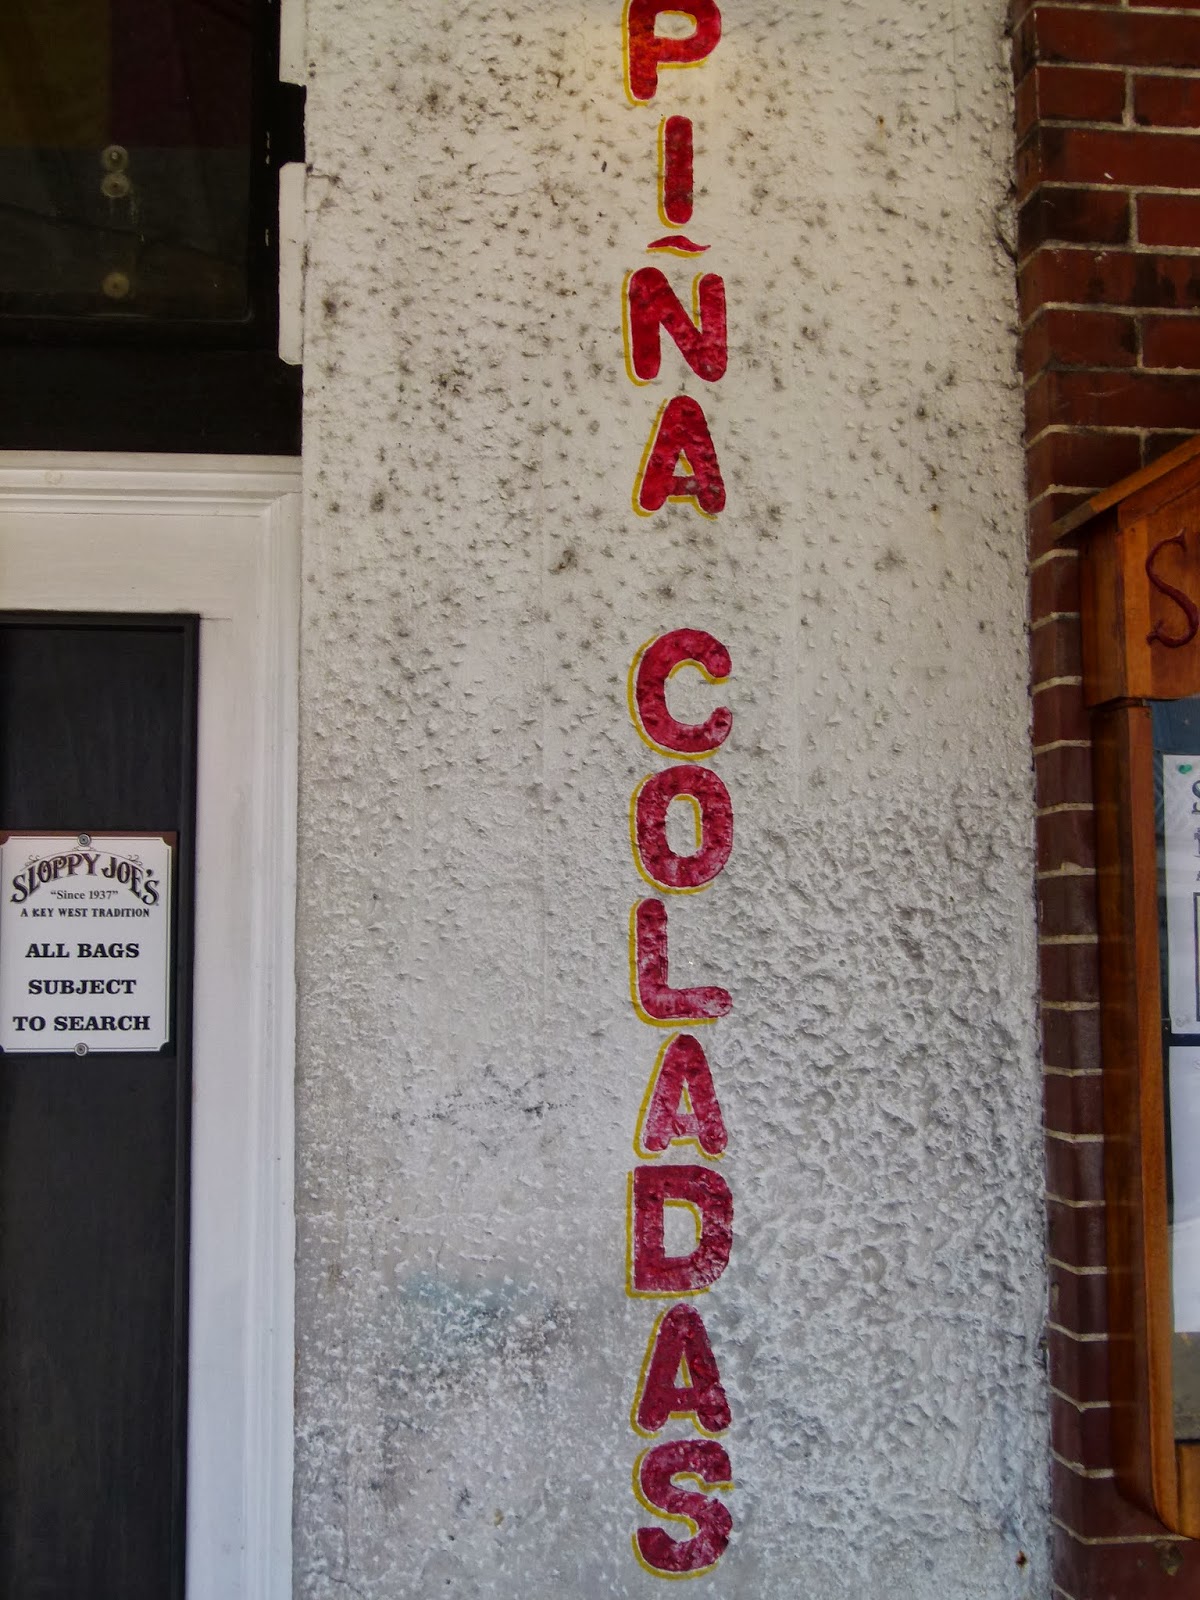 PIÑA COLADAS
SLOPPY JOE'S
"Since 1937"
A KEY WEST TRADITION
ALL BAGS
SUBJECT
TO SEARCH